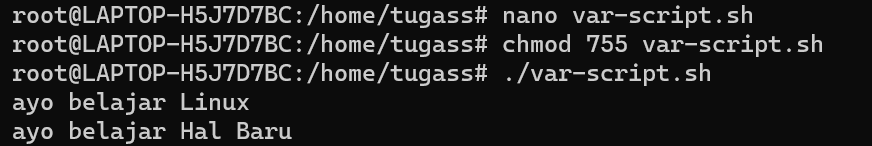 root@LAPTOP-H5J7D7BC:/home/tugass# nano var-script.sh
root@LAPTOP-H5J7D7BC:/home/tugass# chmod 755 var-script.sh
root@LAPTOP-H5J7D7BC:/home/tugass# ./var-script.sh
ayo belajar Linux
ayo belajar Hal Baru